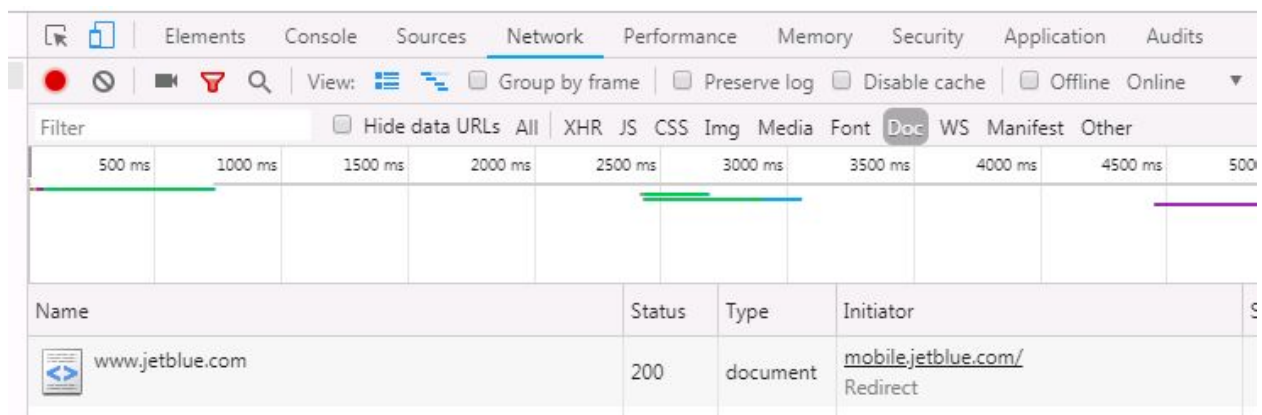 Elements Console Sources Network Performance Memory Security Application Audits
View: Group by frame Preserve log Disable cache Offline Online
Filter Hide data URLs All XHR JS CSS Img Media Font Doc WS Manifest Other
500 ms 1000 ms 1500 ms 2000 ms 2500 ms 3000 ms 3500 ms 4000 ms 4500 ms 500
Name Status Type Initiator
www.jetblue.com 200 document mobile.jetblue.com/
Redirect